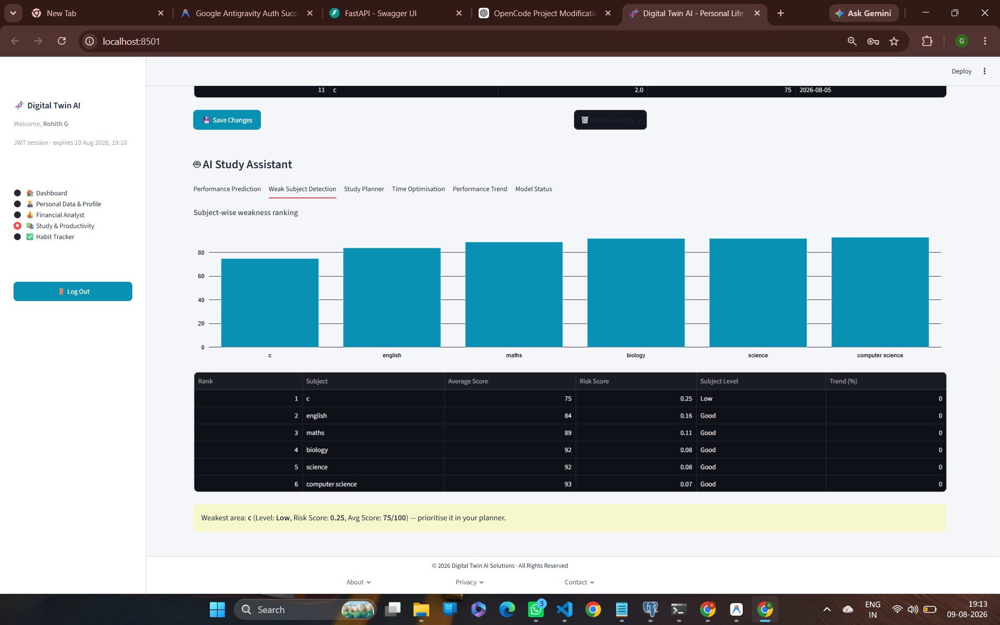 New Tab
Google Antigravity Auth Succ
FastAPI - Swagger UI
OpenCode Project Modificatio
Digital Twin AI - Personal Life
Ask Gemini
localhost:8501
G
Deploy
11 c 2.0 75 2026-08-05
Digital Twin AI
Welcome, Rohith G
JWT session · expires 10 Aug 2026, 19:10
Dashboard
Personal Data & Profile
Financial Analyst
Study & Productivity
Habit Tracker
Log Out
Save Changes
Delete an entry
AI Study Assistant
Performance Prediction Weak Subject Detection Study Planner Time Optimisation Performance Trend Model Status
Subject-wise weakness ranking
80
60
40
20
0
c english maths biology science computer science
Rank Subject Average Score Risk Score Subject Level Trend (%)
1 c 75 0.25 Low 0
2 english 84 0.16 Good 0
3 maths 89 0.11 Good 0
4 biology 92 0.08 Good 0
5 science 92 0.08 Good 0
6 computer science 93 0.07 Good 0
Weakest area: c (Level: Low, Risk Score: 0.25, Avg Score: 75/100) — prioritise it in your planner.
© 2026 Digital Twin AI Solutions · All Rights Reserved
About Privacy Contact
Search
3
R
G
ENG
IN
19:13
09-08-2026